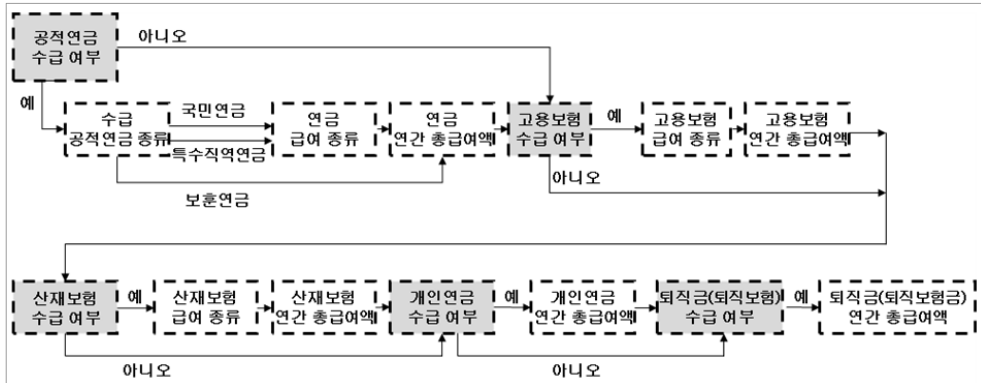 공적연금
수급 여부
아니오
예
수급
공적연금 종류
국민연금
특수직역연금
보훈연금
연금
급여 종류
연금
연간 총급여액
고용보험
수급 여부
예
아니오
고용보험
급여 종류
고용보험
연간 총급여액
산재보험
수급 여부
예
아니오
산재보험
급여 종류
산재보험
연간 총급여액
개인연금
수급 여부
예
아니오
개인연금
연간 총급여액
퇴직금(퇴직보험)
수급 여부
예
퇴직금(퇴직보험금)
연간 총급여액